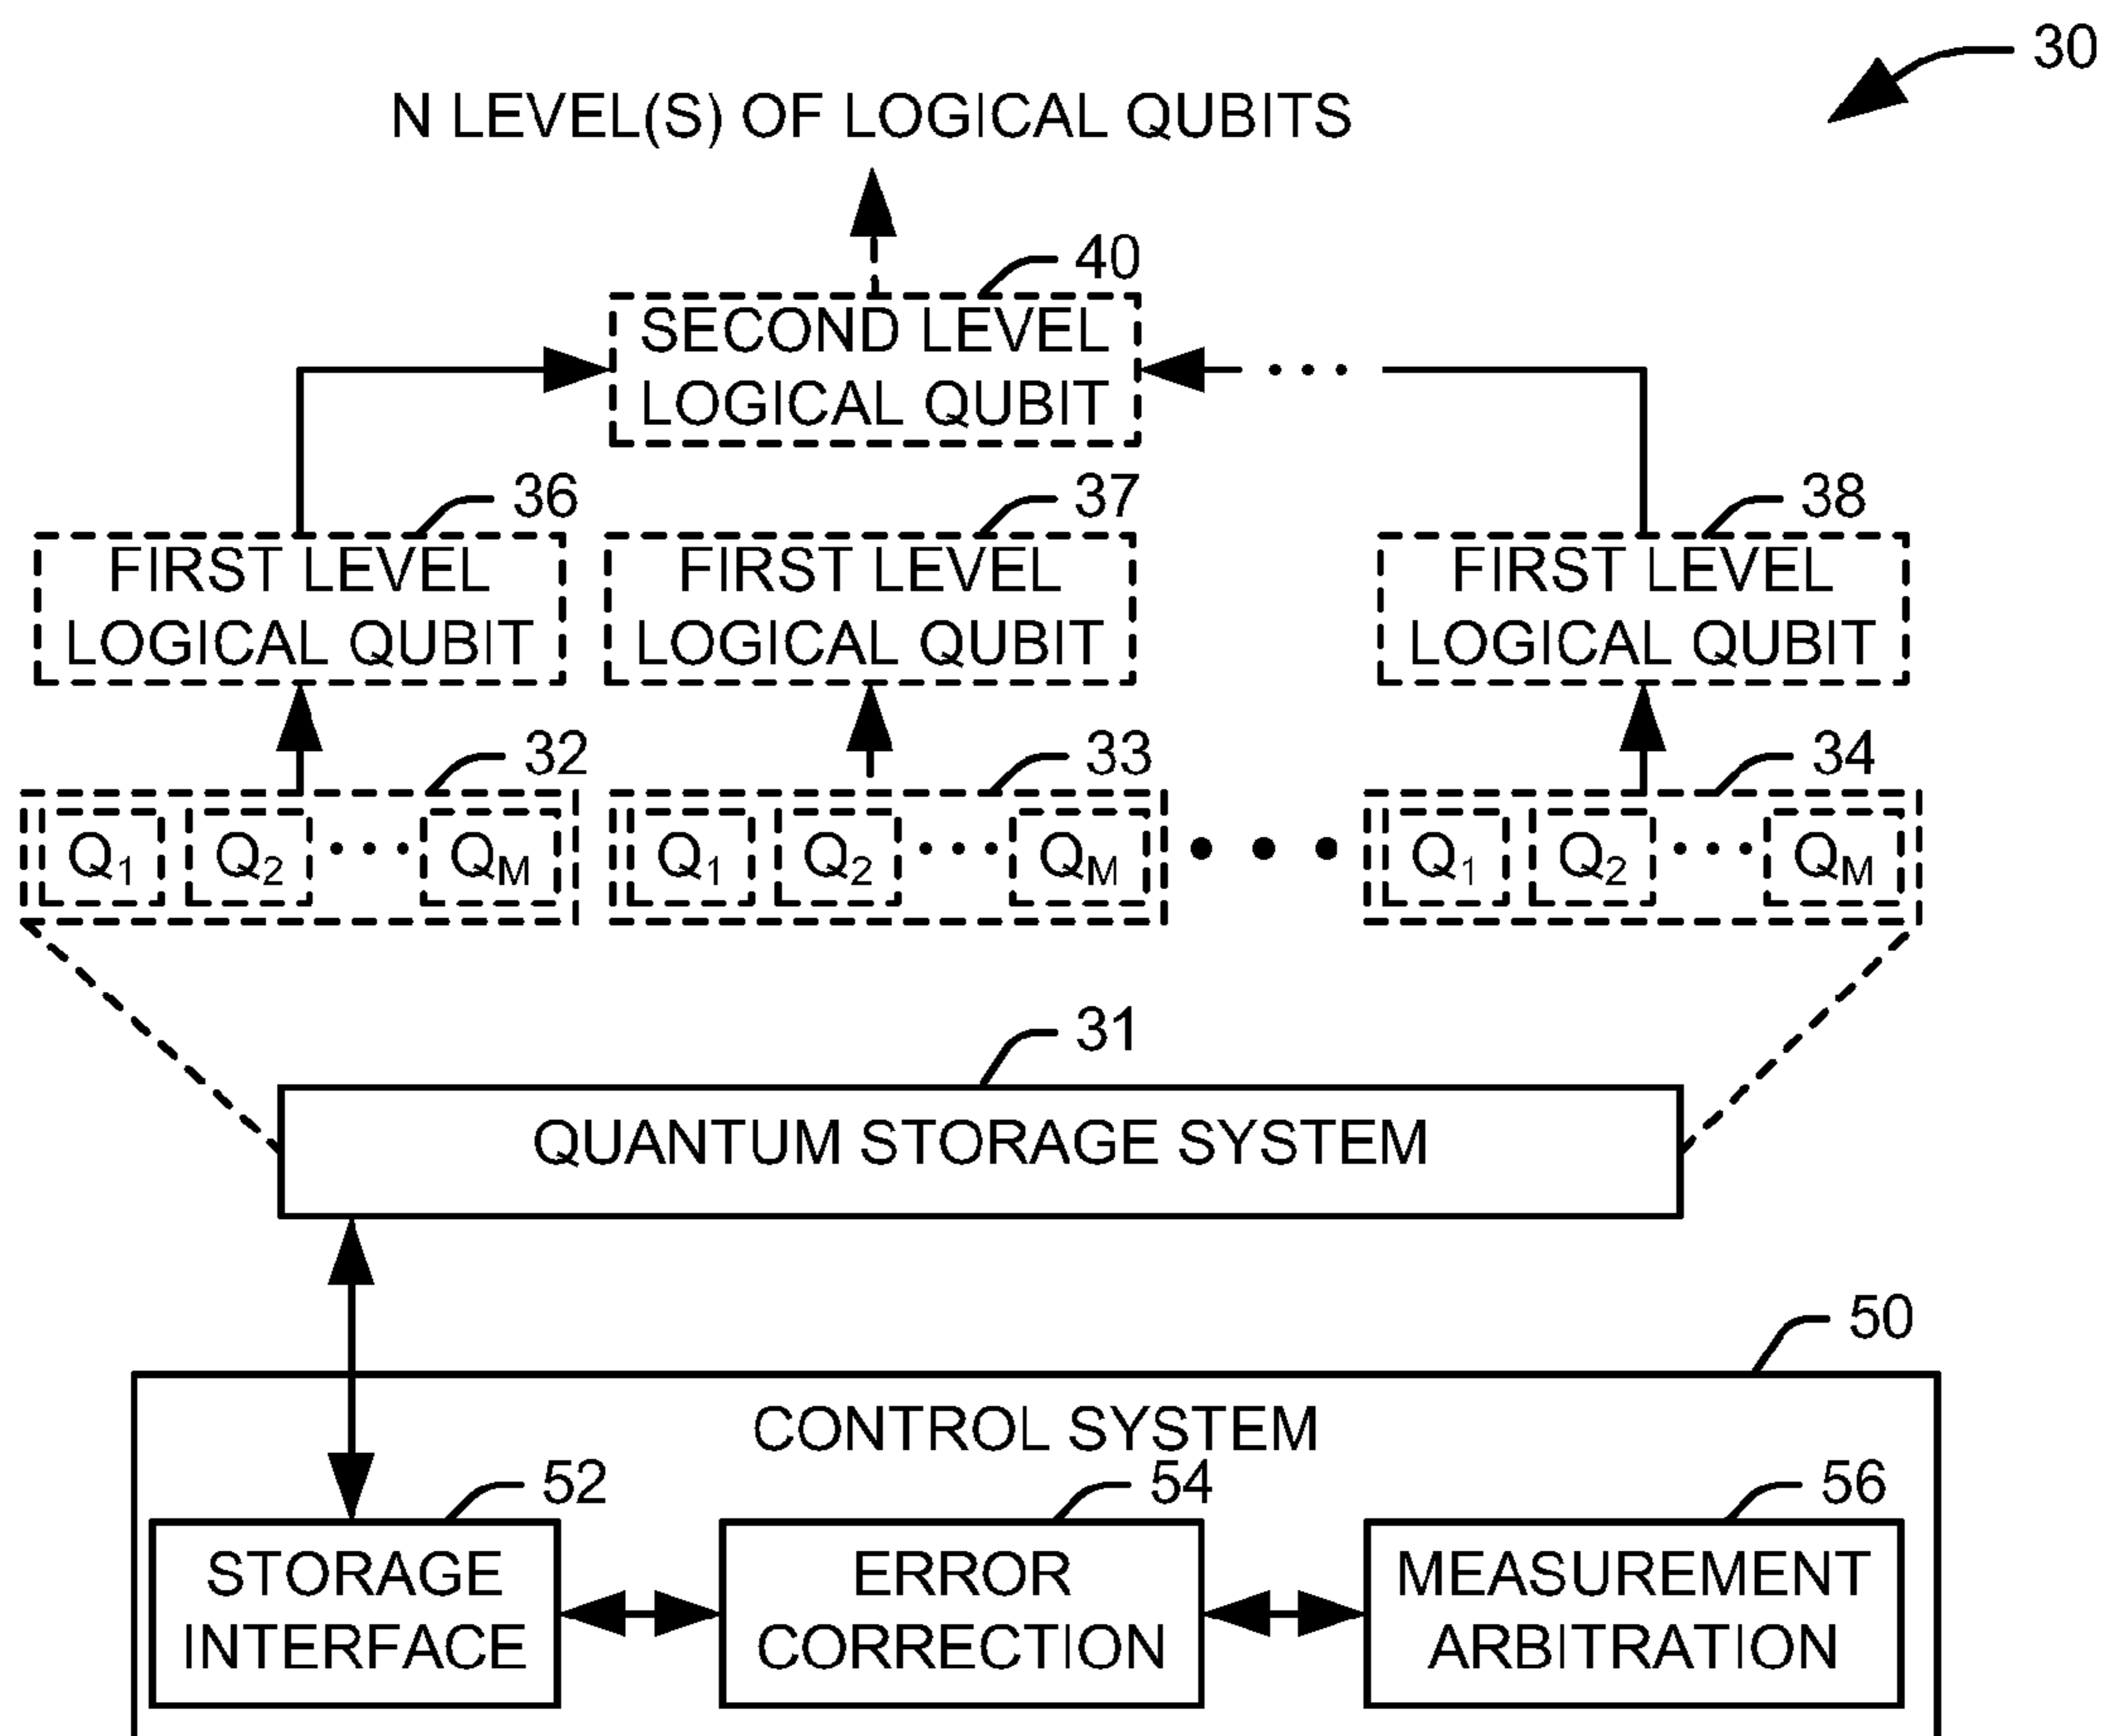 30
N LEVEL(S) OF LOGICAL QUBITS
40
SECOND LEVEL
LOGICAL QUBIT
36
FIRST LEVEL
LOGICAL QUBIT
37
FIRST LEVEL
LOGICAL QUBIT
38
FIRST LEVEL
LOGICAL QUBIT
32
Q1 Q2 ••• QM
33
Q1 Q2 ••• QM
•••
34
Q1 Q2 ••• QM
31
QUANTUM STORAGE SYSTEM
50
CONTROL SYSTEM
52
STORAGE
INTERFACE
54
ERROR
CORRECTION
56
MEASUREMENT
ARBITRATION